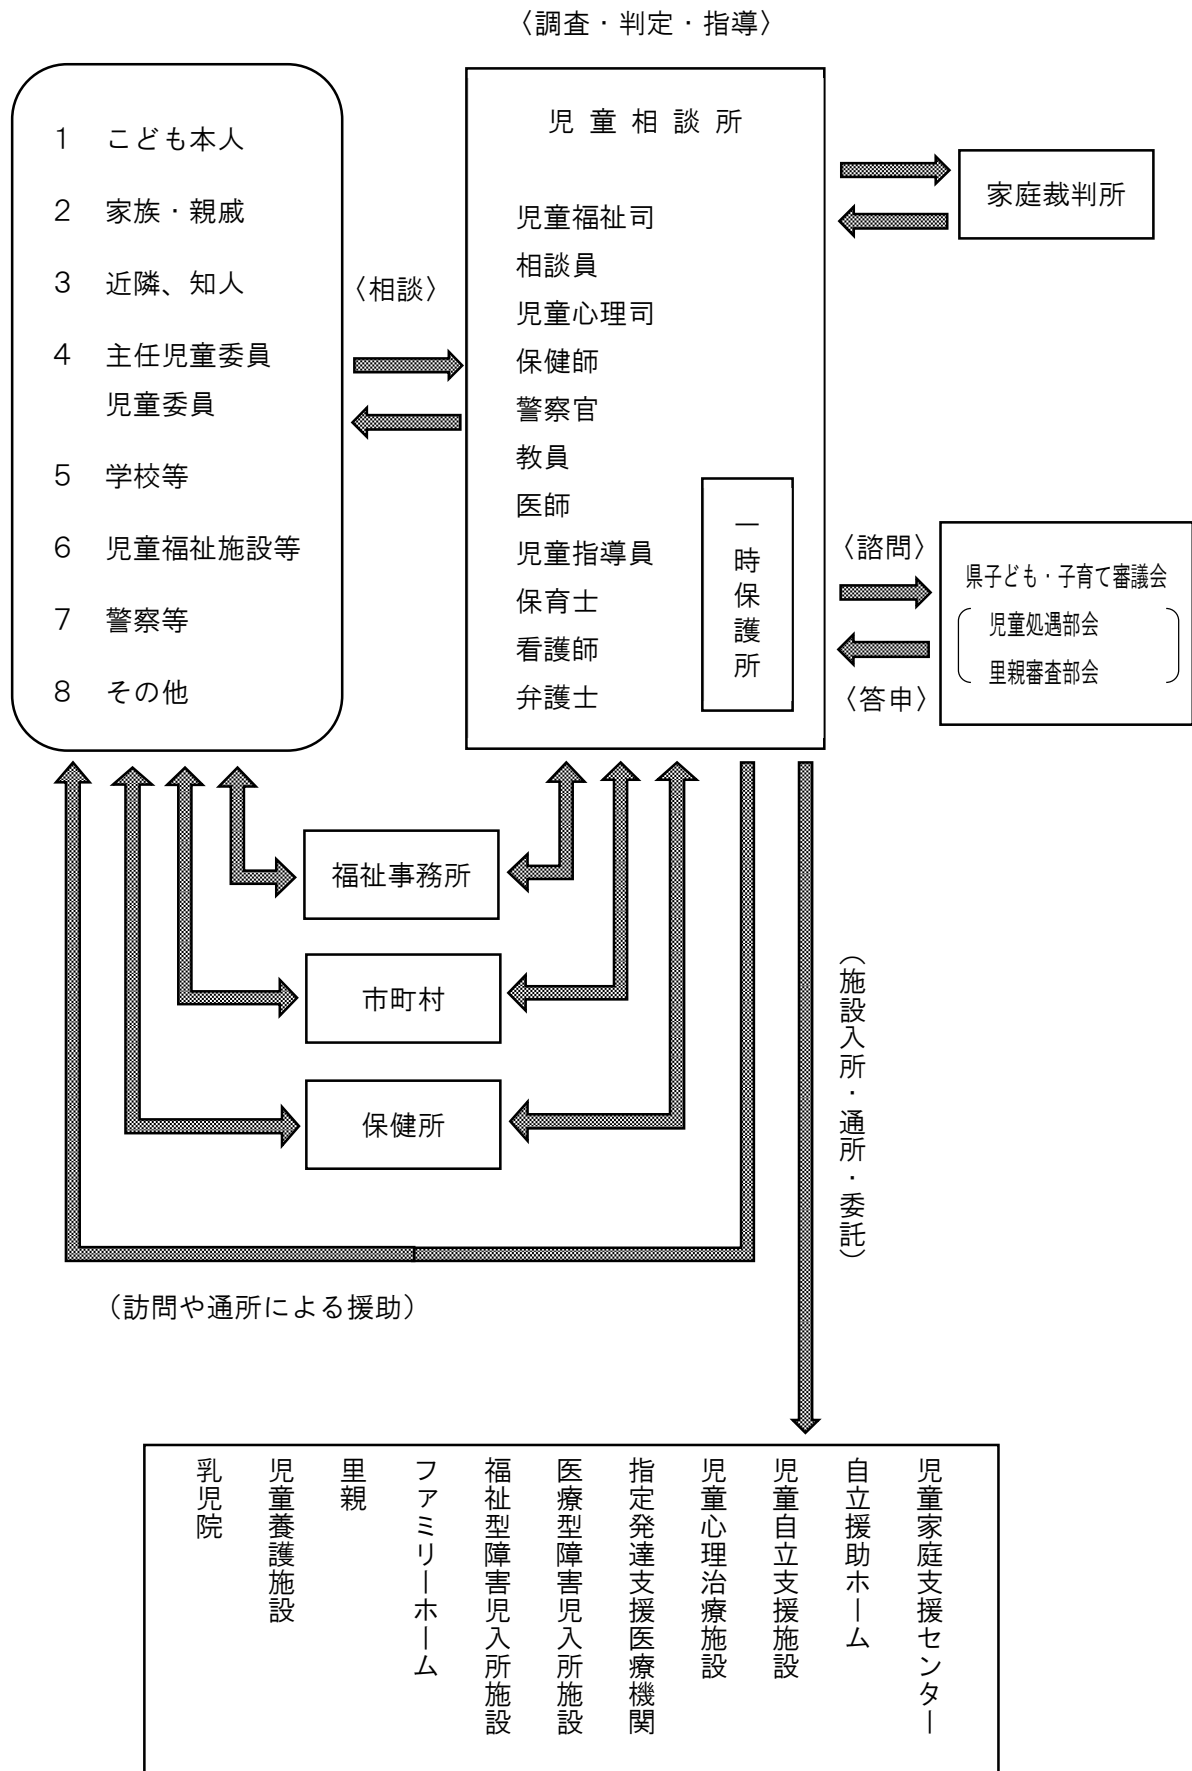 〈調査・判定・指導〉
1 こども本人
2 家族・親戚
3 近隣、知人
4 主任児童委員
児童委員
5 学校等
6 児童福祉施設等
7 警察等
8 その他
〈相談〉
児童相談所
児童福祉司
相談員
児童心理司
保健師
警察官
教員
医師
児童指導員
保育士
看護師
弁護士
一時保護所
家庭裁判所
〈諮問〉
県子ども・子育て審議会
児童処遇部会
里親審査部会
〈答申〉
福祉事務所
市町村
保健所
(施設入所・通所・委託)
(訪問や通所による援助)
乳児院
児童養護施設
里親
ファミリーホーム
福祉型障害児入所施設
医療型障害児入所施設
指定発達支援医療機関
児童心理治療施設
児童自立支援施設
自立援助ホーム
児童家庭支援センター